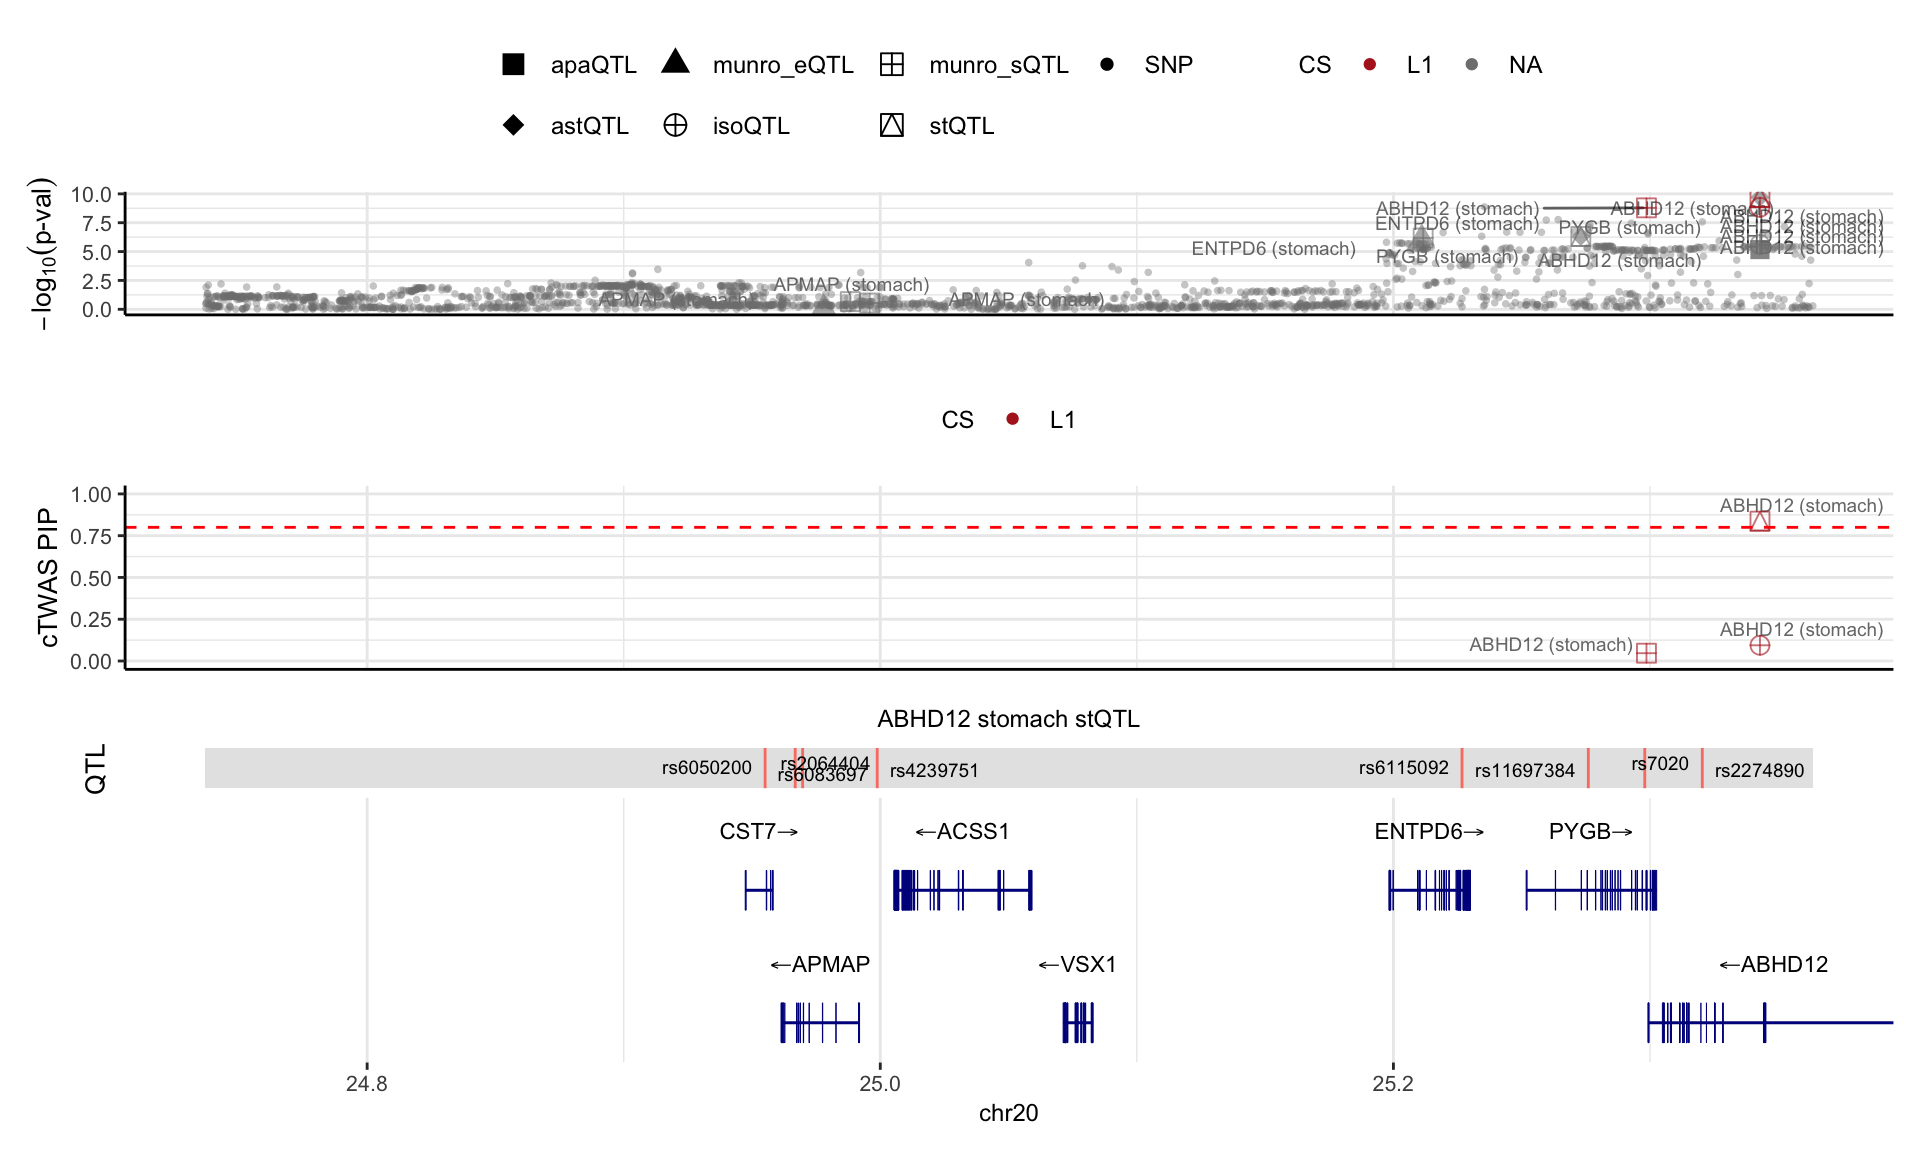 apaQTL munro_eQTL munro_sQTL SNP CS L1 NA
astQTL isoQTL stQTL
−log10(p-val)
10.0
7.5
5.0
2.5
0.0
ABHD12 (stomach) ABHD12 (stomach)
ABHD12 (stomach)
ENTPD6 (stomach) PYGB (stomach) ABHD12 (stomach)
ABHD12 (stomach)
ENTPD6 (stomach) ABHD12 (stomach)
PYGB (stomach) ABHD12 (stomach)
APMAP (stomach)
APMAP (stomach) APMAP (stomach)
CS L1
cTWAS PIP
1.00
0.75
0.50
0.25
0.00
ABHD12 (stomach)
ABHD12 (stomach)
ABHD12 (stomach)
ABHD12 stomach stQTL
QTL
rs6050200 rs2064404 rs6083697 rs4239751 rs6115092 rs11697384 rs7020 rs2274890
CST7→ ←ACSS1 ENTPD6→ PYGB→
←APMAP ←VSX1 ←ABHD12
24.8 25.0 25.2
chr20